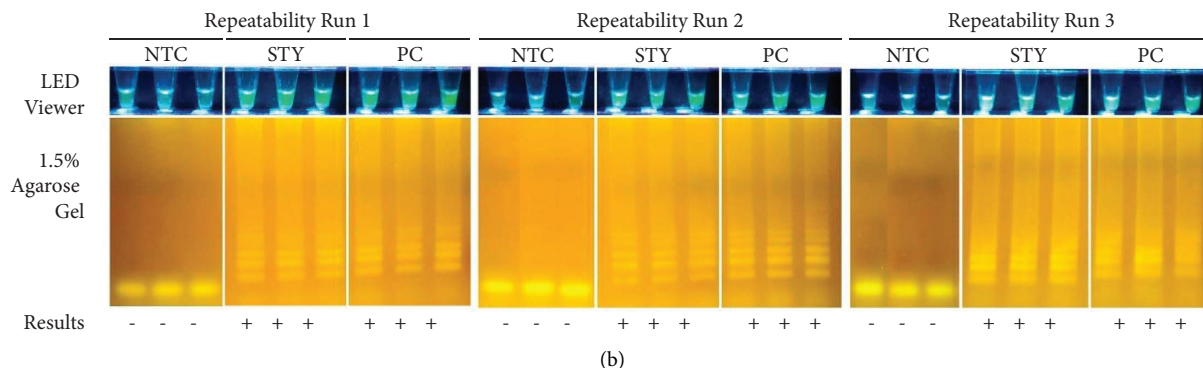 Repeatability Run 1 Repeatability Run 2 Repeatability Run 3
NTC STY PC NTC STY PC NTC STY PC
LED
Viewer
1.5%
Agarose
Gel
Results - - - + + + + + + - - - + + + + + + - - - + + + + + +
(b)